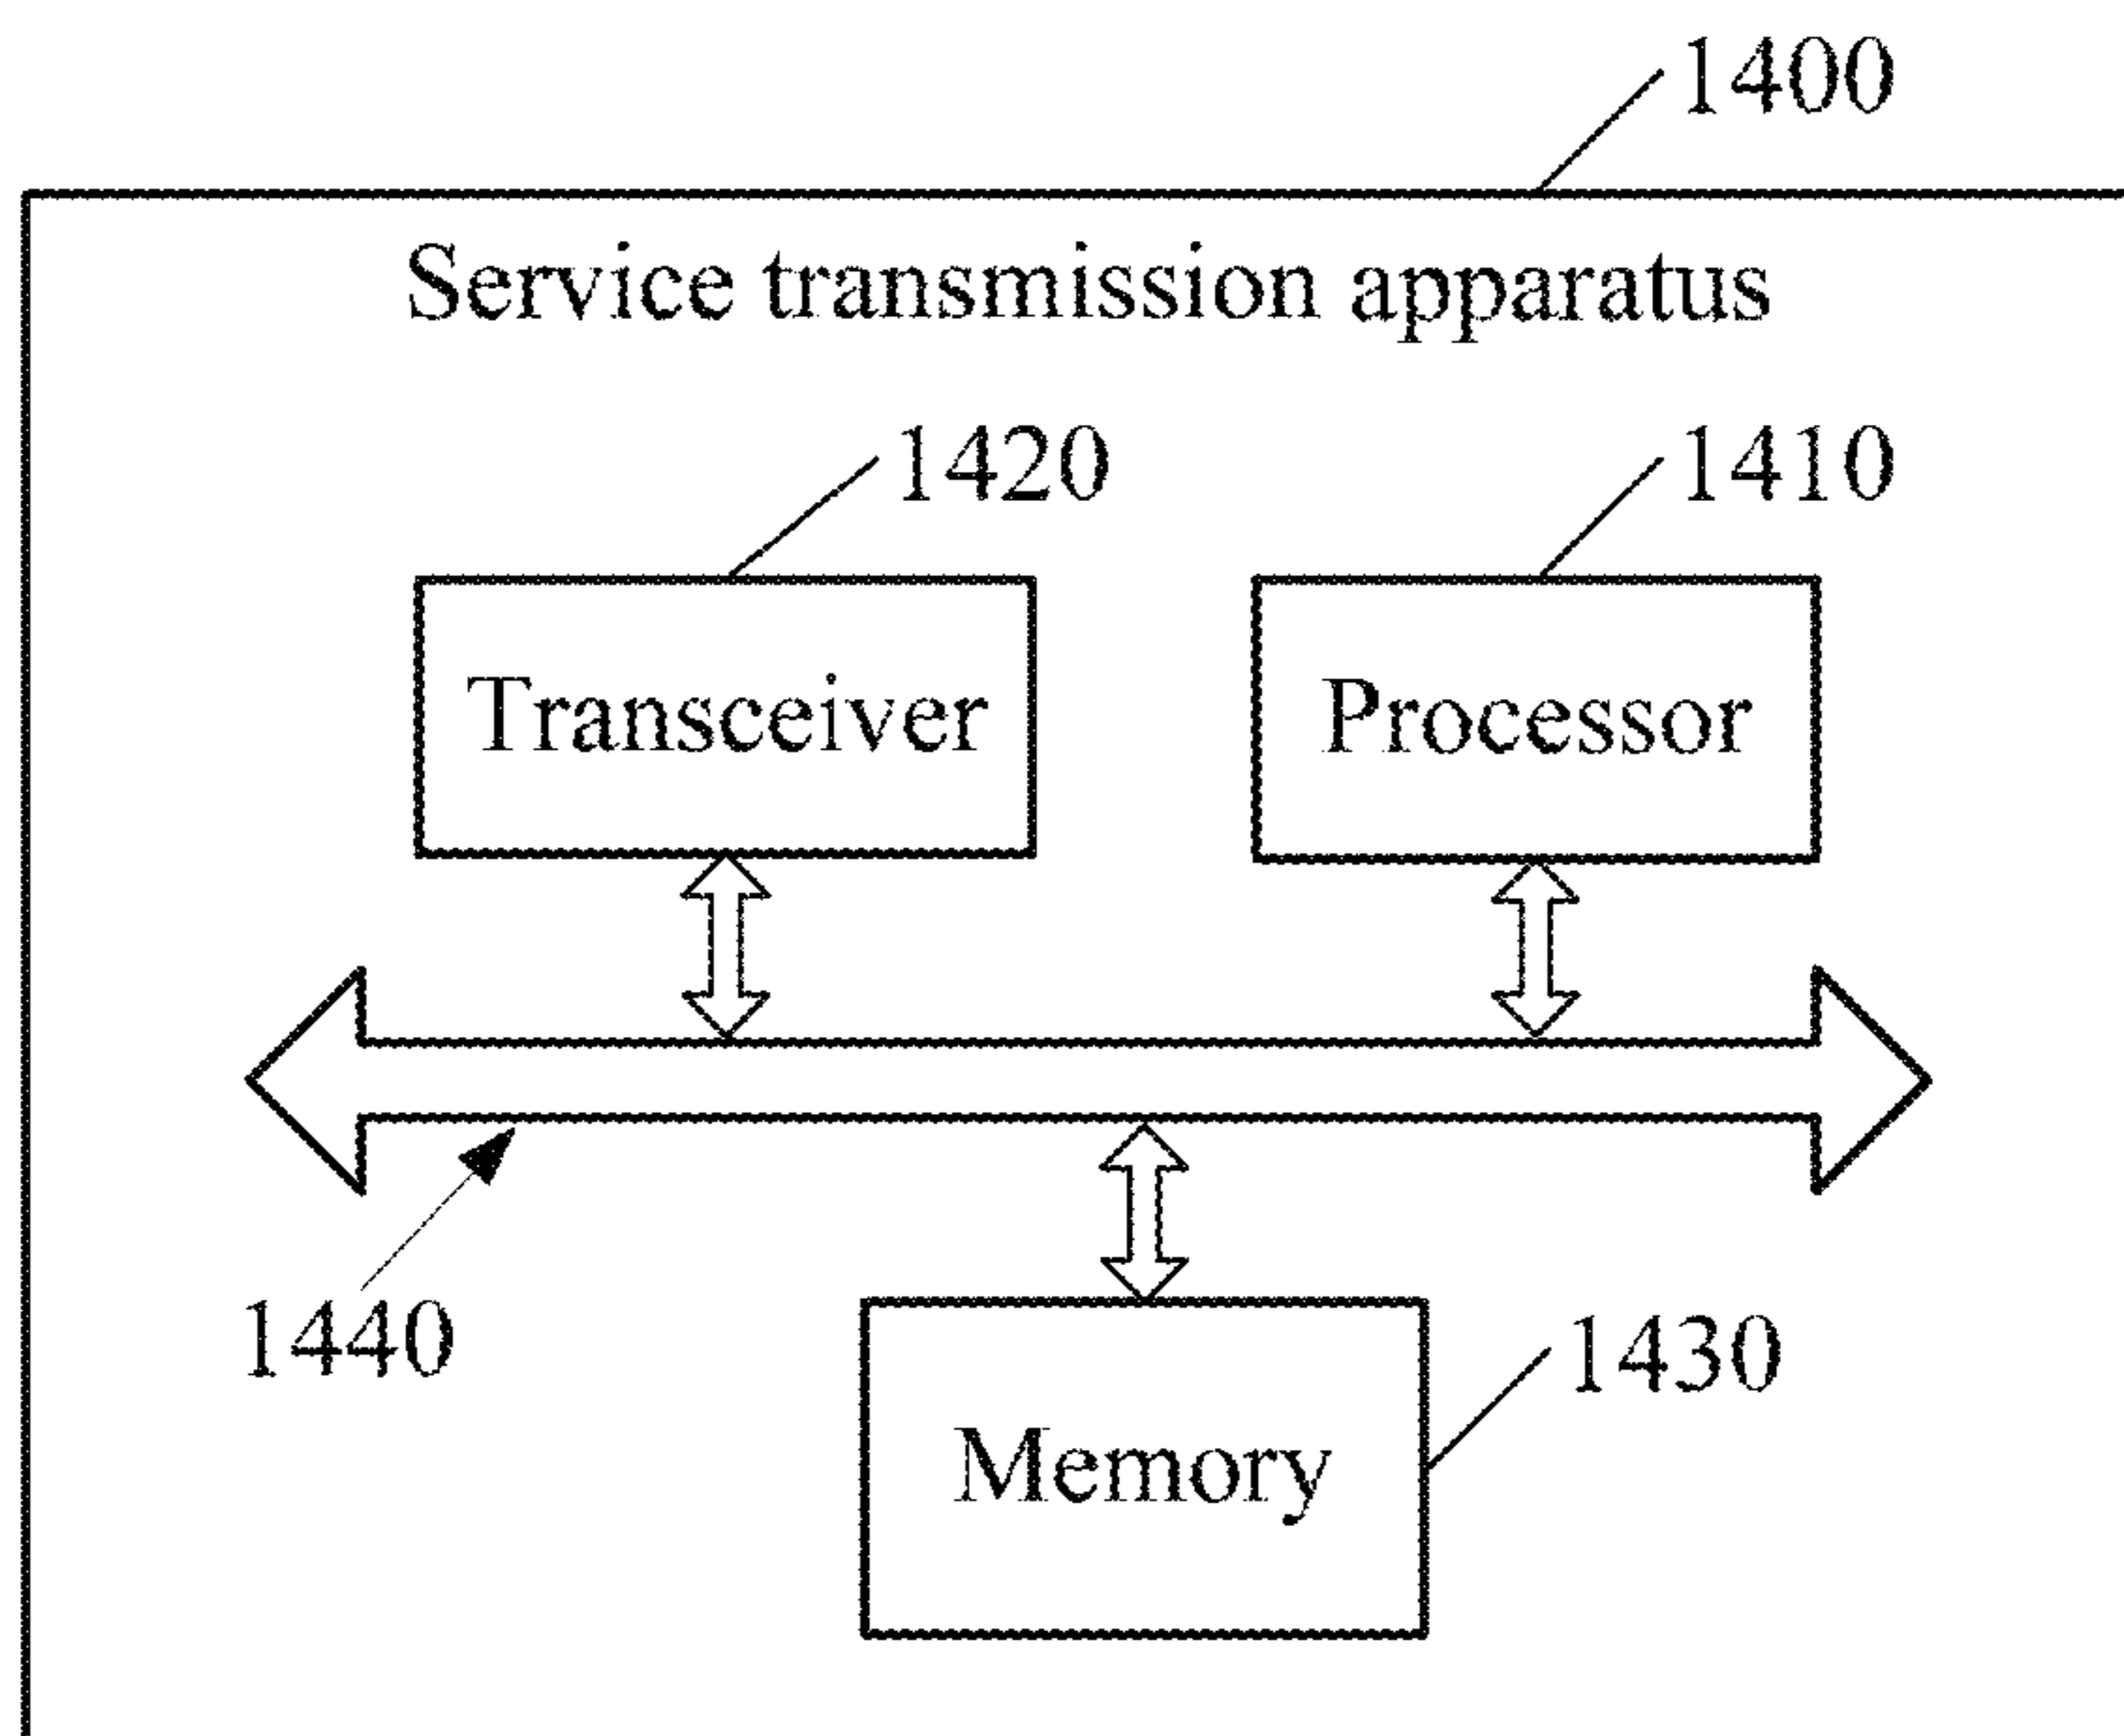 1400
Service transmission apparatus
1420
1410
Transceiver
Processor
1440
1430
Memory